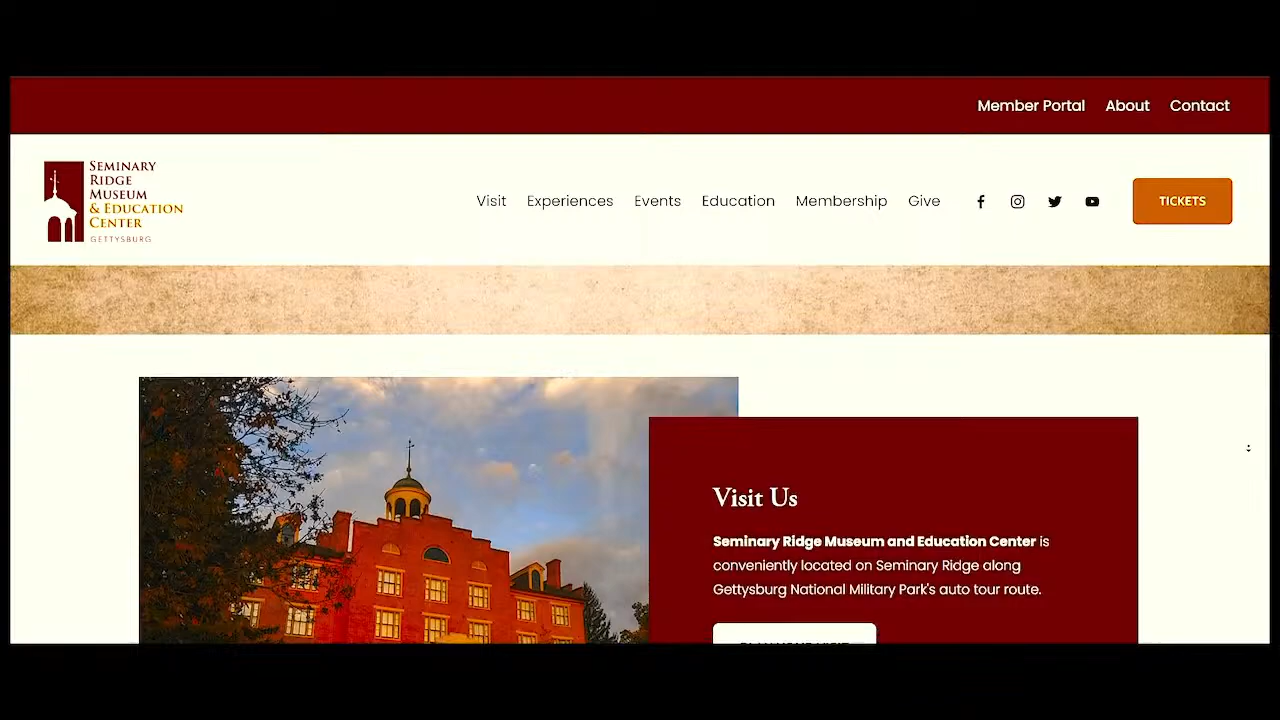 Member Portal About Contact
SEMINARY
RIDGE
MUSEUM
& EDUCATION
CENTER
GETTYSBURG
Visit Experiences Events Education Membership Give
TICKETS
Visit Us
Seminary Ridge Museum and Education Center is
conveniently located on Seminary Ridge along
Gettysburg National Military Park's auto tour route.